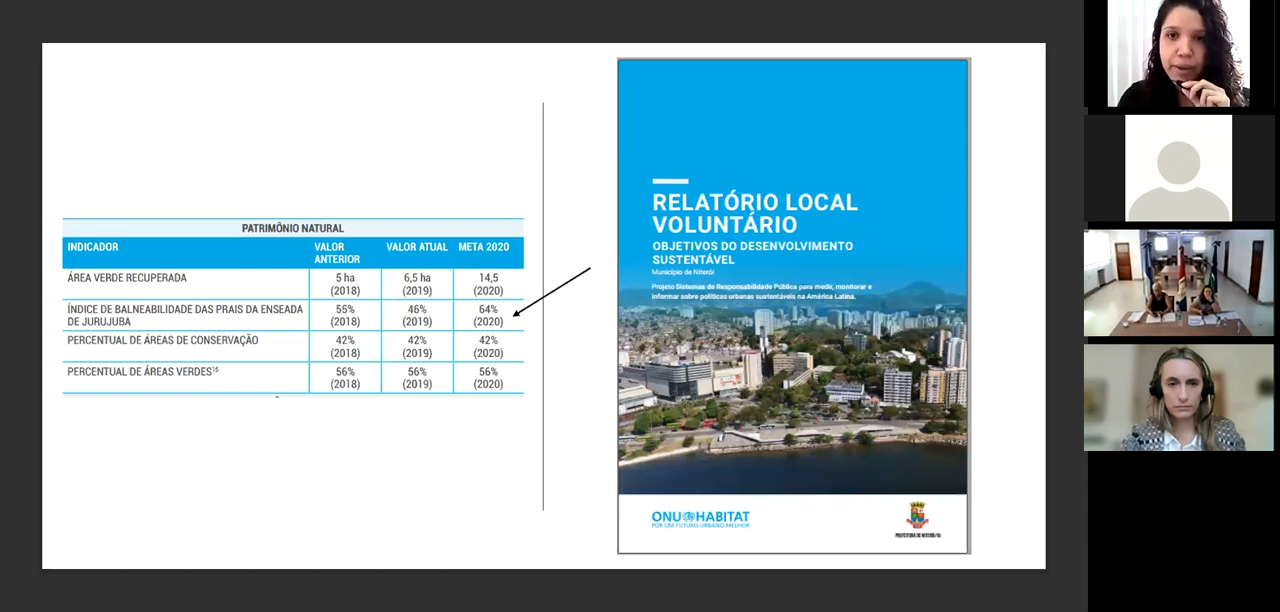 PATRIMÔNIO NATURAL
INDICADOR VALOR ANTERIOR VALOR ATUAL META 2020
ÁREA VERDE RECUPERADA 5 ha (2018) 6,5 ha (2019) 14,5 (2020)
ÍNDICE DE BALNEABILIDADE DAS PRAIS DA ENSEADA DE JURUJUBA 55% (2018) 46% (2019) 64% (2020)
PERCENTUAL DE ÁREAS DE CONSERVAÇÃO 42% (2018) 42% (2019) 42% (2020)
PERCENTUAL DE ÁREAS VERDES¹⁵ 56% (2018) 56% (2019) 56% (2020)
RELATÓRIO LOCAL
VOLUNTÁRIO
OBJETIVOS DO DESENVOLVIMENTO
SUSTENTÁVEL
Município de Niterói
Projeto Sistemas de Responsabilidade Pública para medir, monitorar e
informar sobre políticas urbanas sustentáveis na América Latina.
ONU HABITAT
POR UM FUTURO URBANO MELHOR
PREFEITURA DE NITERÓI/RJ